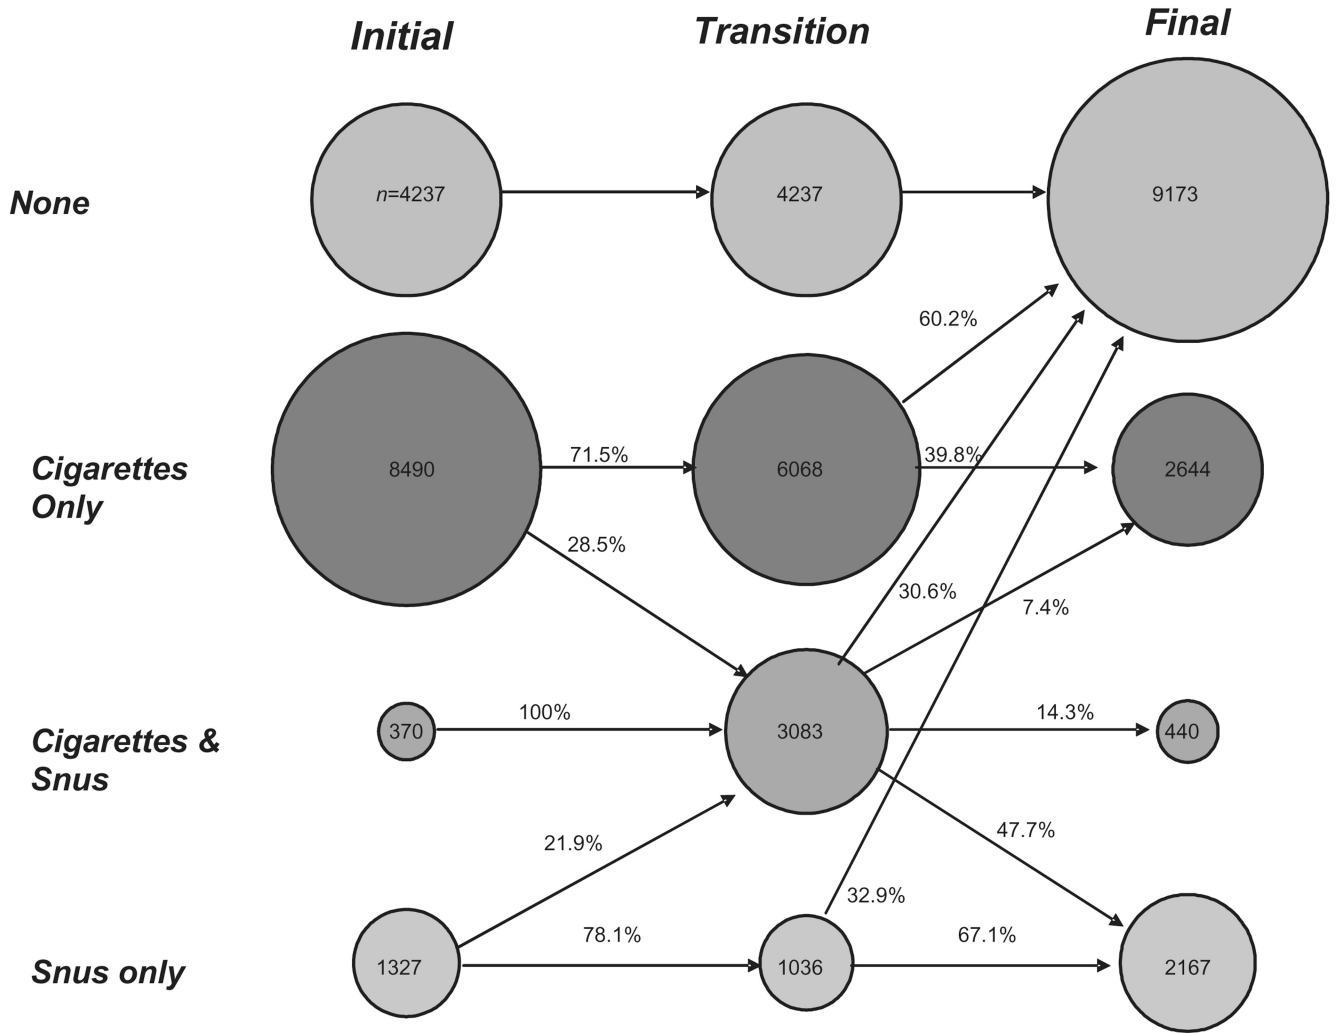 Initial Transition Final
None n=4237 4237 9173
60.2%
Cigarettes
Only
8490 71.5% 6068 39.8% 2644
28.5% 30.6% 7.4%
Cigarettes &
Snus
370 100% 3083 14.3% 440
21.9% 47.7%
32.9%
Snus only 1327 78.1% 1036 67.1% 2167